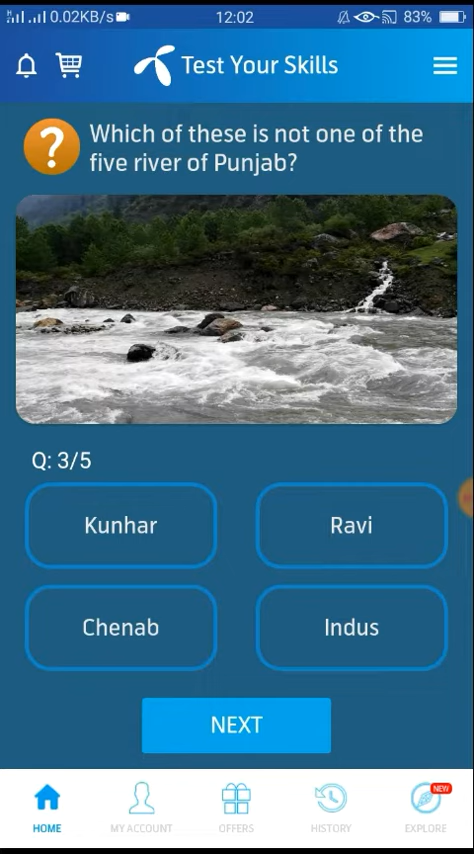 0.02KB/s
12:02
83%
Test Your Skills
?
Which of these is not one of the
five river of Punjab?
Q: 3/5
Kunhar
Ravi
Chenab
Indus
NEXT
NEW
HOME
MY ACCOUNT
OFFERS
HISTORY
EXPLORE